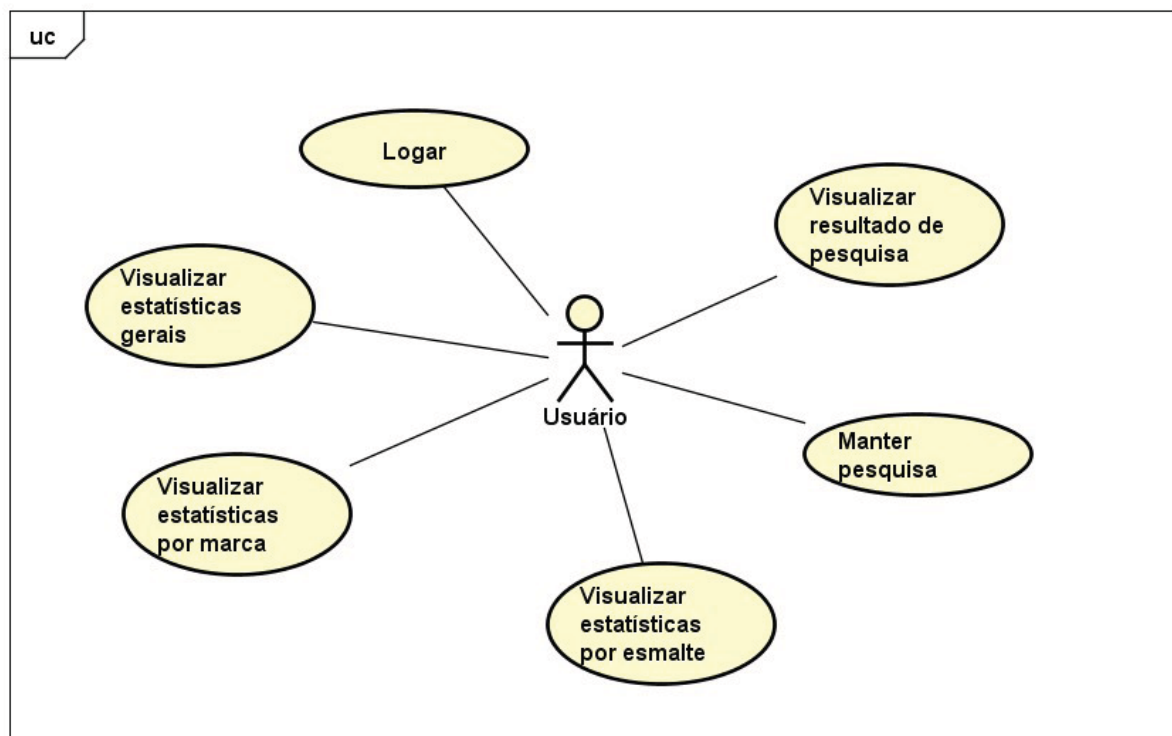 uc
Logar
Visualizar
resultado de
pesquisa
Visualizar
estatísticas
gerais
Usuário
Manter
pesquisa
Visualizar
estatísticas
por marca
Visualizar
estatísticas
por esmalte